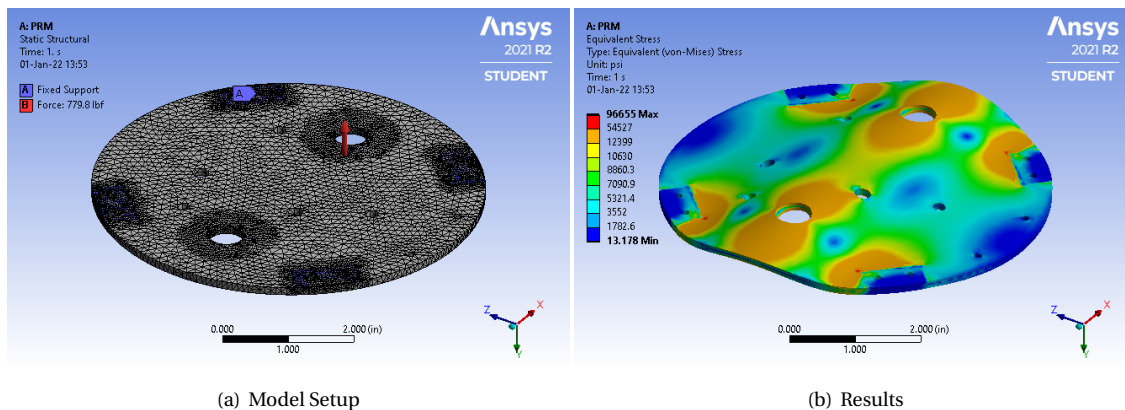 A: PRM
Static Structural
Time: 1. s
01-Jan-22 13:53
A Fixed Support
B Force: 779.8 lbf
Ansys
2021 R2
STUDENT
A
0.000
2.000 (in)
1.000
Z
X
Y
(a) Model Setup
A: PRM
Equivalent Stress
Type: Equivalent (von-Mises) Stress
Unit: psi
Time: 1 s
01-Jan-22 13:53
Ansys
2021 R2
STUDENT
96655 Max
54527
12399
10630
8860.3
7090.9
5321.4
3552
1782.6
13.178 Min
0.000
2.000 (in)
1.000
Z
X
Y
(b) Results